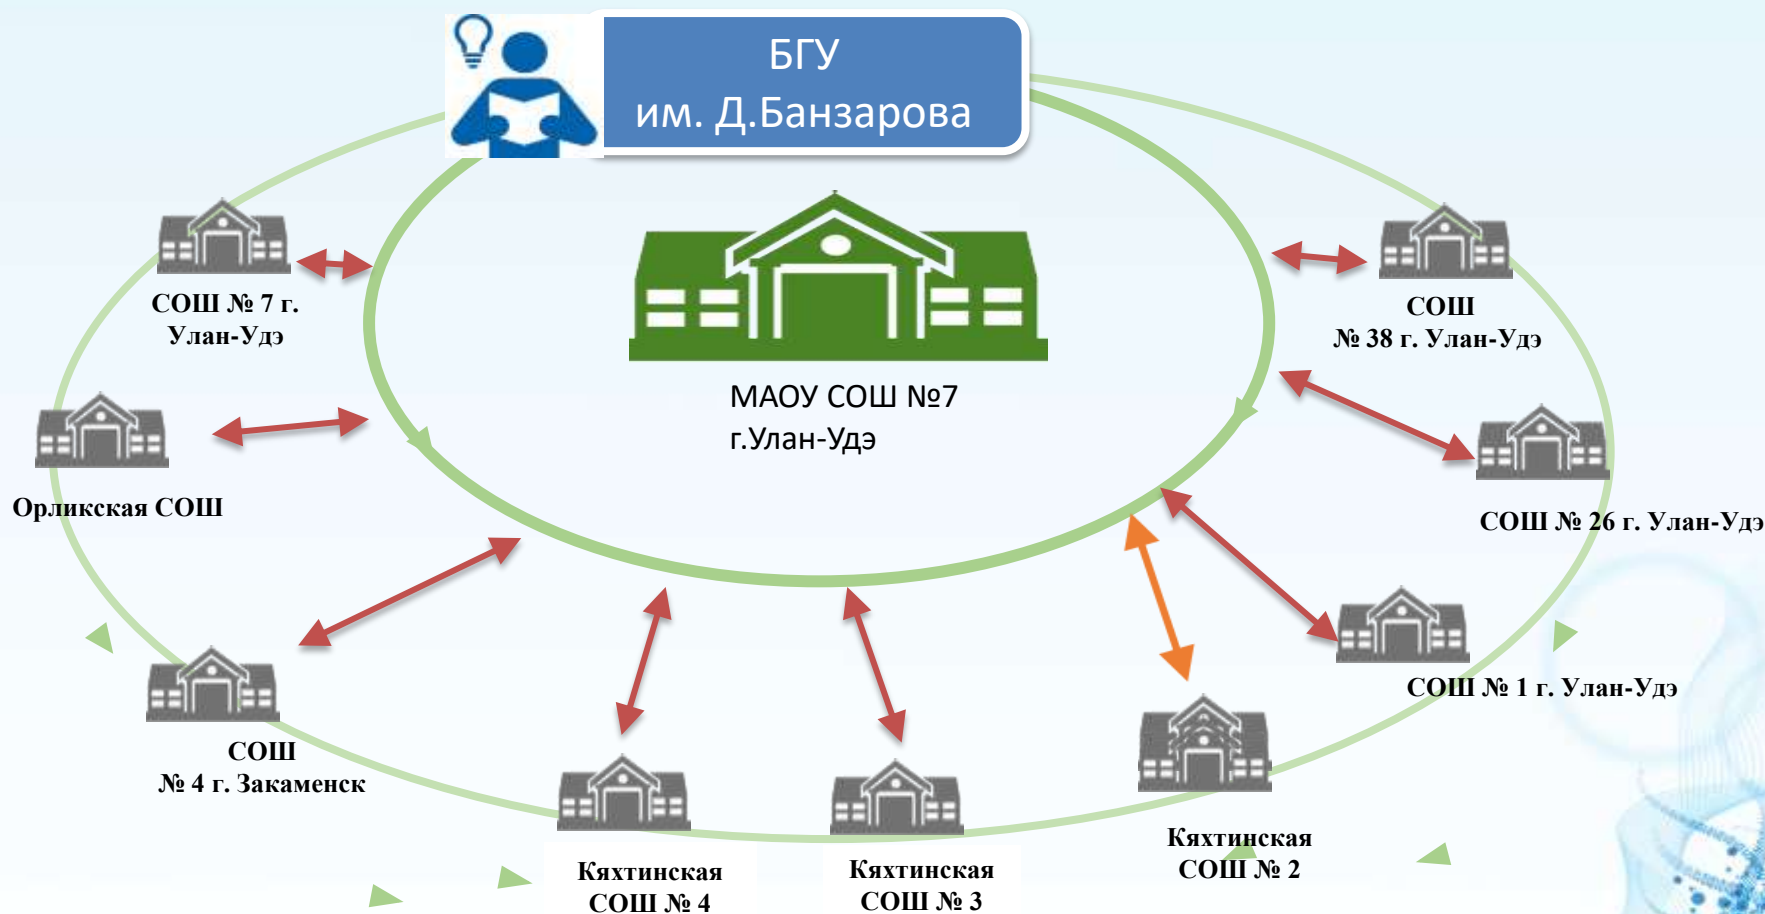 БГУ
им. Д.Банзарова
СОШ № 7 г.
Улан-Удэ
СОШ
№ 38 г. Улан-Удэ
МАОУ СОШ №7
г.Улан-Удэ
Орликская СОШ
СОШ № 26 г. Улан-Удэ
СОШ № 1 г. Улан-Удэ
СОШ
№ 4 г. Закаменск
Кяхтинская
СОШ № 4
Кяхтинская
СОШ № 3
Кяхтинская
СОШ № 2